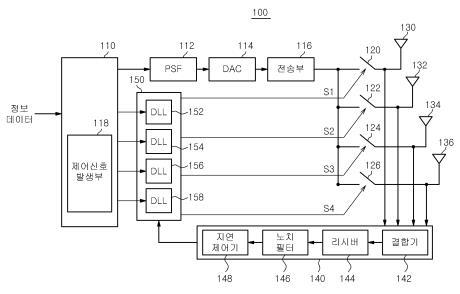 100
110
112
114
116
120
130
PSF
DAC
전송부
150
122
132
S1
정보
데이터
DLL
152
124
134
S2
118
DLL
154
126
136
제어신호
발생부
DLL
156
S3
DLL
158
S4
지연
제어기
노치
필터
리시버
결합기
148
146
140
144
142